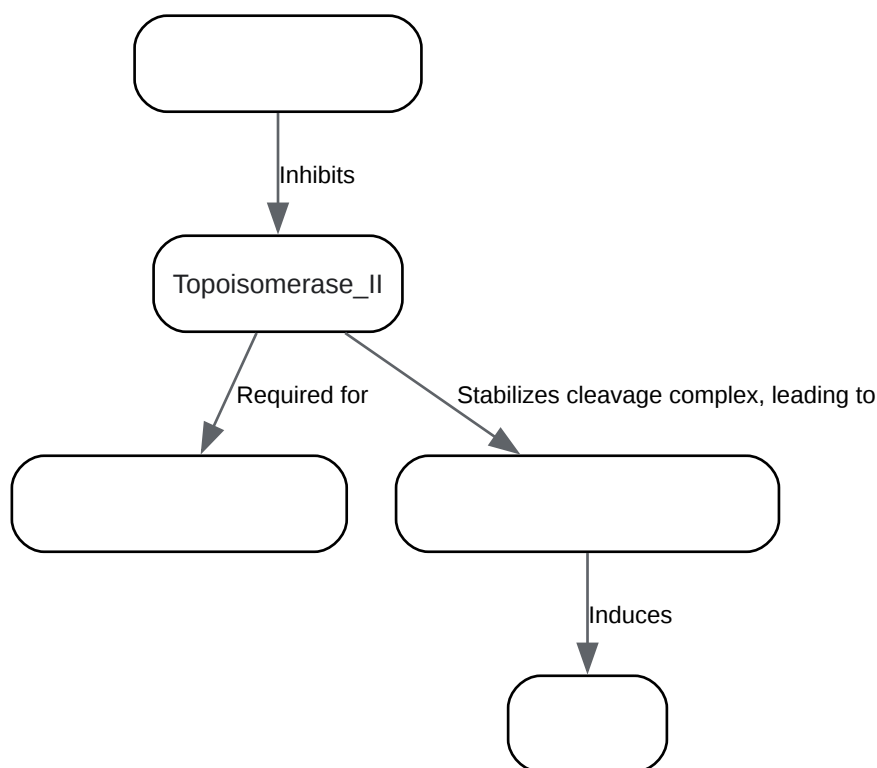 Inhibits
Topoisomerase_II
Required for
Stabilizes cleavage complex, leading to
Induces